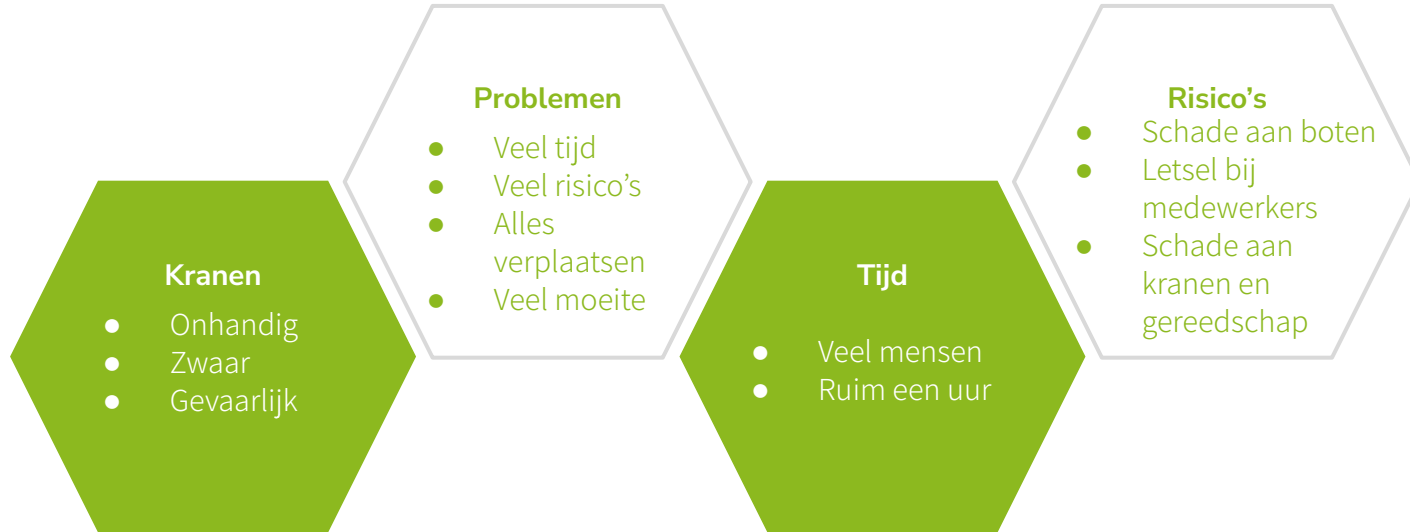 Kranen
● Onhandig
● Zwaar
● Gevaarlijk
Problemen
● Veel tijd
● Veel risico’s
● Alles
verplaatsen
● Veel moeite
Tijd
● Veel mensen
● Ruim een uur
Risico’s
● Schade aan boten
● Letsel bij
medewerkers
● Schade aan
kranen en
gereedschap